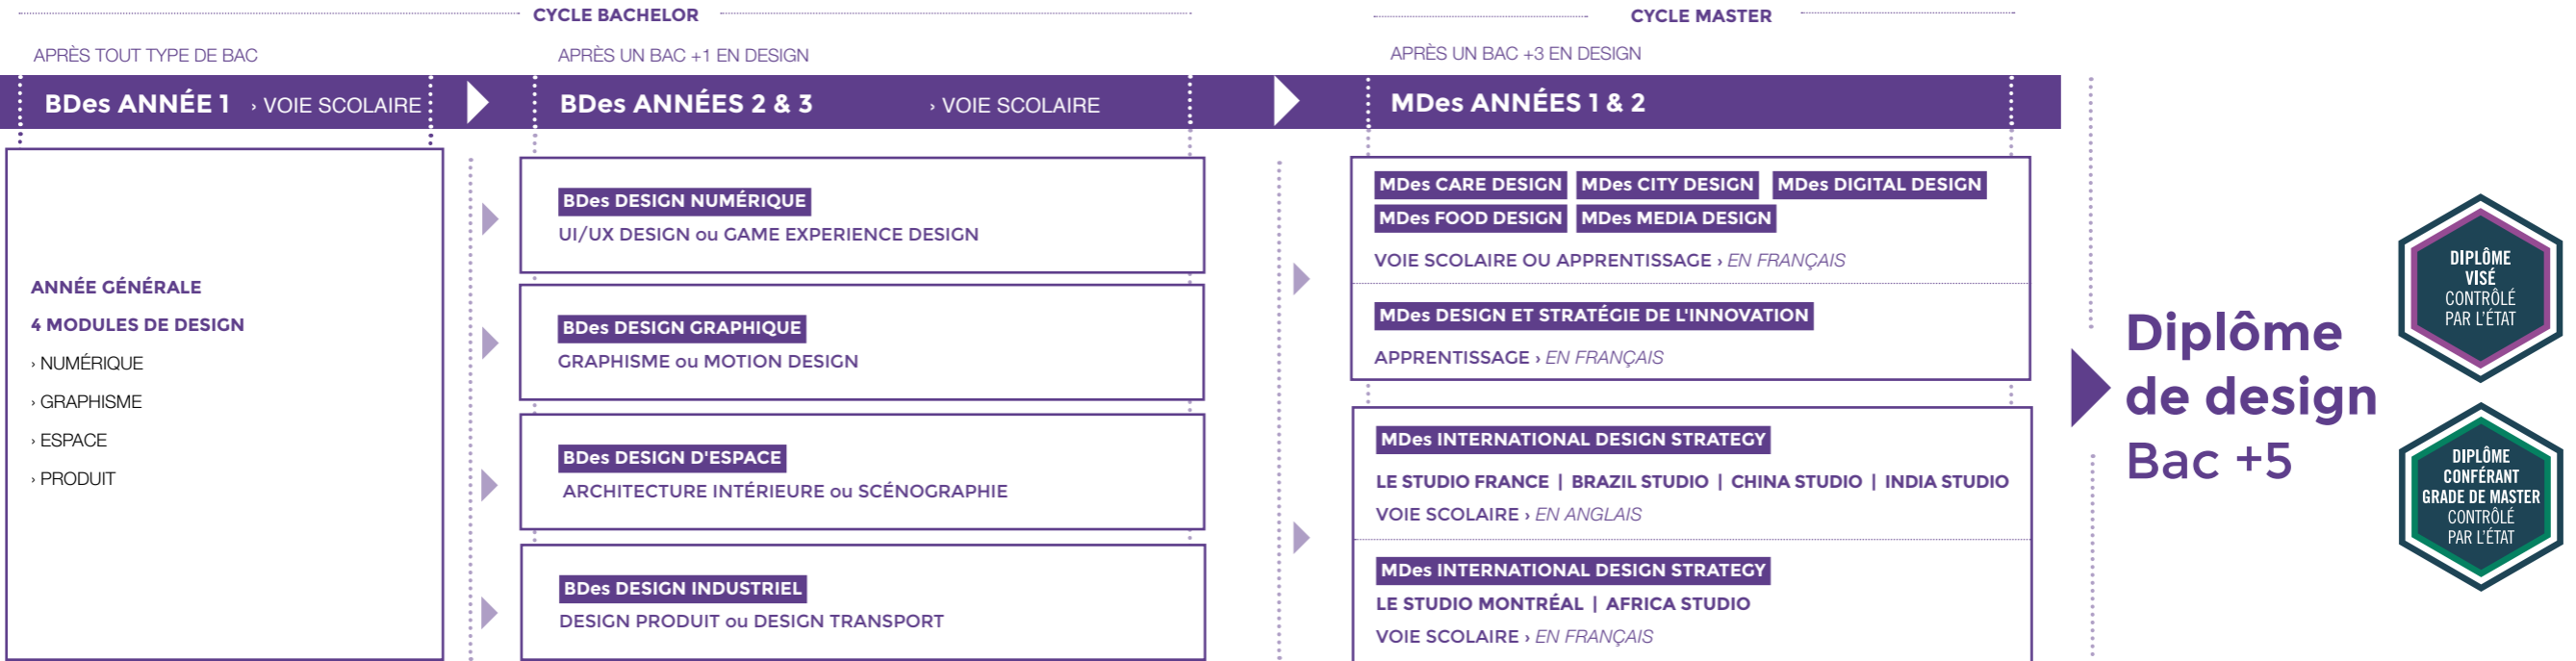 CYCLE BACHELOR
CYCLE MASTER
APRÈS TOUT TYPE DE BAC
APRÈS UN BAC +1 EN DESIGN
APRÈS UN BAC +3 EN DESIGN
BDes ANNÉE 1 › VOIE SCOLAIRE
BDes ANNÉES 2 & 3 › VOIE SCOLAIRE
MDes ANNÉES 1 & 2
ANNÉE GÉNÉRALE
4 MODULES DE DESIGN
› NUMÉRIQUE
› GRAPHISME
› ESPACE
› PRODUIT
BDes DESIGN NUMÉRIQUE
UI/UX DESIGN ou GAME EXPERIENCE DESIGN
BDes DESIGN GRAPHIQUE
GRAPHISME ou MOTION DESIGN
BDes DESIGN D'ESPACE
ARCHITECTURE INTÉRIEURE ou SCÉNOGRAPHIE
BDes DESIGN INDUSTRIEL
DESIGN PRODUIT ou DESIGN TRANSPORT
MDes CARE DESIGN MDes CITY DESIGN MDes DIGITAL DESIGN
MDes FOOD DESIGN MDes MEDIA DESIGN
VOIE SCOLAIRE OU APPRENTISSAGE › EN FRANÇAIS
MDes DESIGN ET STRATÉGIE DE L'INNOVATION
APPRENTISSAGE › EN FRANÇAIS
MDes INTERNATIONAL DESIGN STRATEGY
LE STUDIO FRANCE | BRAZIL STUDIO | CHINA STUDIO | INDIA STUDIO
VOIE SCOLAIRE › EN ANGLAIS
MDes INTERNATIONAL DESIGN STRATEGY
LE STUDIO MONTRÉAL | AFRICA STUDIO
VOIE SCOLAIRE › EN FRANÇAIS
Diplôme
de design
Bac +5
DIPLÔME
VISÉ
CONTRÔLÉ
PAR L'ÉTAT
DIPLÔME
CONFÉRANT
GRADE DE MASTER
CONTRÔLÉ
PAR L'ÉTAT